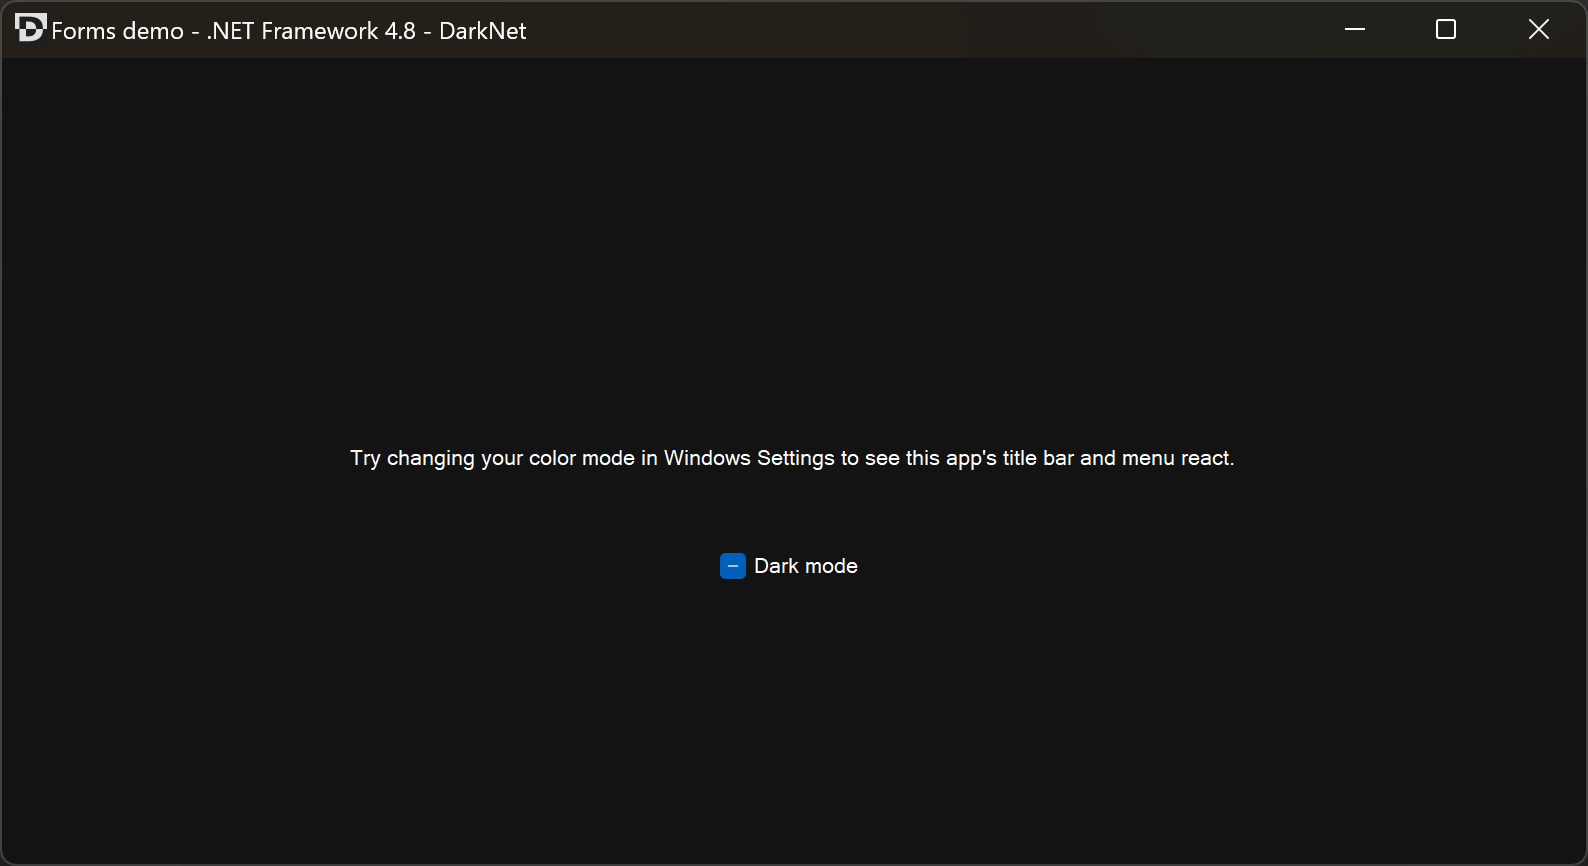 Forms demo - .NET Framework 4.8 - DarkNet
Try changing your color mode in Windows Settings to see this app's title bar and menu react.
Dark mode